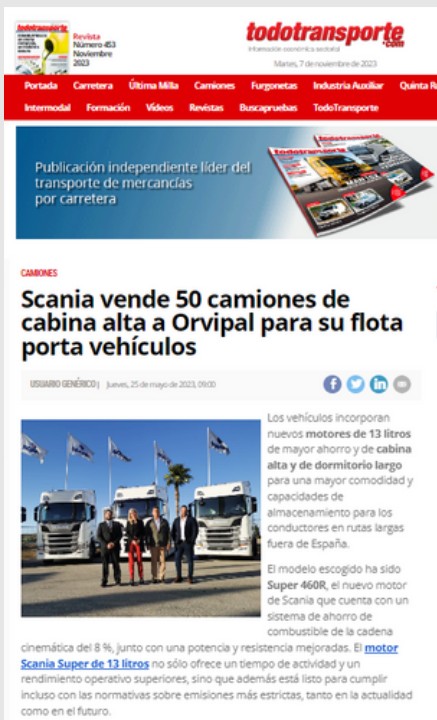 Revista
Número 453
Noviembre
2023
todotransporte
.com
Información económica sectorial
Martes, 7 de noviembre de 2023
Portada Carretera Última Milla Camiones Furgonetas Industria Auxiliar Quinta R
Intermodal Formación Vídeos Revistas Buscapruebas TodoTransporte
Publicación independiente líder del
transporte de mercancías
por carretera
todotransporte
CAMIONES
Scania vende 50 camiones de
cabina alta a Orvipal para su flota
porta vehículos
USUARIO GENÉRICO | Jueves, 25 de mayo de 2023, 09:00
Los vehículos incorporan
nuevos motores de 13 litros
de mayor ahorro y de cabina
alta y de dormitorio largo
para una mayor comodidad y
capacidades de
almacenamiento para los
conductores en rutas largas
fuera de España.
El modelo escogido ha sido
Super 460R, el nuevo motor
de Scania que cuenta con un
sistema de ahorro de
combustible de la cadena
cinemática del 8 %, junto con una potencia y resistencia mejoradas. El motor
Scania Super de 13 litros no sólo ofrece un tiempo de actividad y un
rendimiento operativo superiores, sino que además está listo para cumplir
incluso con las normativas sobre emisiones más estrictas, tanto en la actualidad
como en el futuro.